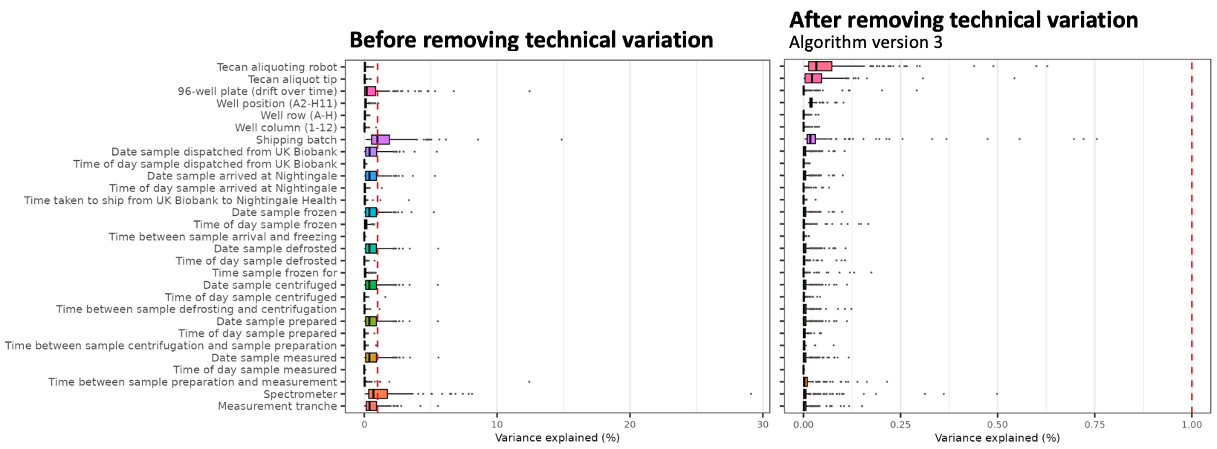 Before removing technical variation
After removing technical variation
Algorithm version 3
Tecan aliquoting robot
Tecan aliquot tip
96-well plate (drift over time)
Well position (A2-H11)
Well row (A-H)
Well column (1-12)
Shipping batch
Date sample dispatched from UK Biobank
Time of day sample dispatched from UK Biobank
Date sample arrived at Nightingale
Time of day sample arrived at Nightingale
Time taken to ship from UK Biobank to Nightingale Health
Date sample frozen
Time of day sample frozen
Time between sample arrival and freezing
Date sample defrosted
Time of day sample defrosted
Time sample frozen for
Date sample centrifuged
Time of day sample centrifuged
Time between sample defrosting and centrifugation
Date sample prepared
Time of day sample prepared
Time between sample centrifugation and sample preparation
Date sample measured
Time of day sample measured
Time between sample preparation and measurement
Spectrometer
Measurement tranche
0 10 20 30
Variance explained (%)
0.00 0.25 0.50 0.75 1.00
Variance explained (%)